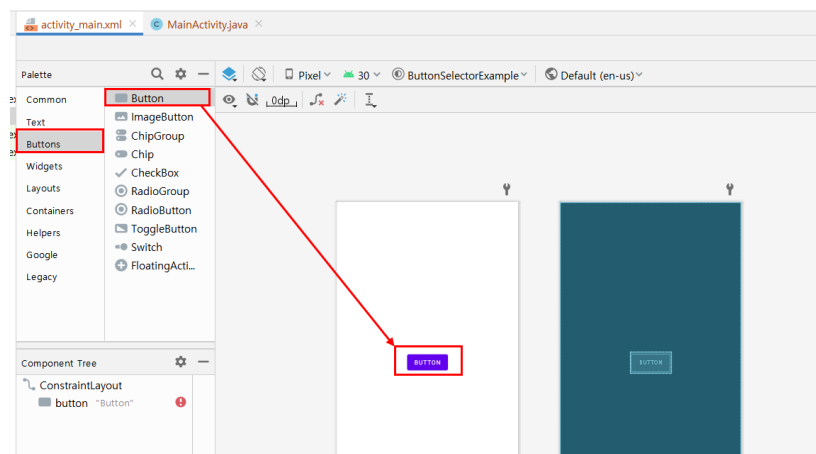 activity_main.xml
MainActivity.java
Palette
Pixel
30
ButtonSelectorExample
Default (en-us)
0dp
Common
Text
Buttons
Widgets
Layouts
Containers
Helpers
Google
Legacy
Button
ImageButton
ChipGroup
Chip
CheckBox
RadioGroup
RadioButton
ToggleButton
Switch
FloatingActi...
BUTTON
BUTTON
Component Tree
ConstraintLayout
button "Button"